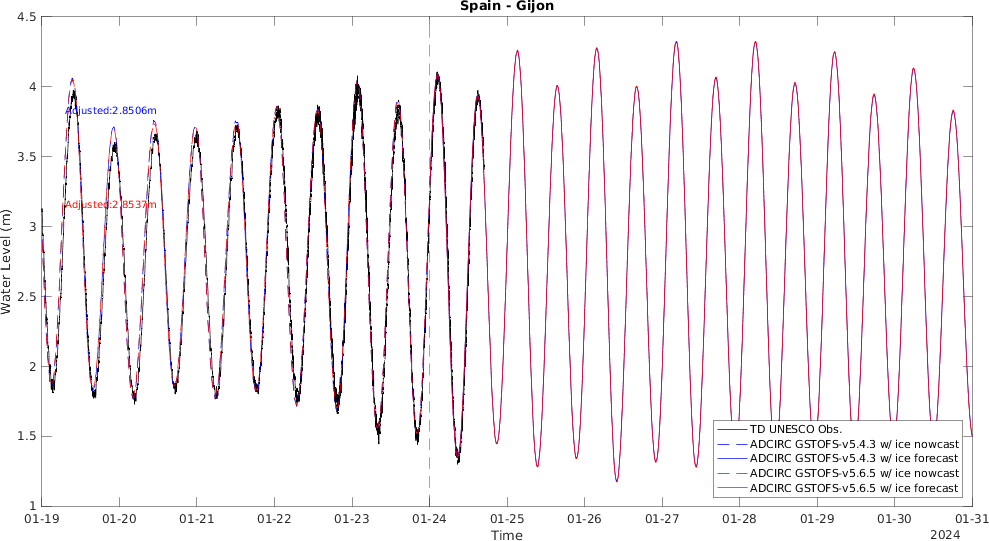 Spain - Gijon
4.5
4
3.5
3
2.5
2
1.5
1
Water Level (m)
Adjusted:2.8506m
Adjusted:2.8537m
TD UNESCO Obs.
ADCIRC GSTOFS-v5.4.3 w/ ice nowcast
ADCIRC GSTOFS-v5.4.3 w/ ice forecast
ADCIRC GSTOFS-v5.6.5 w/ ice nowcast
ADCIRC GSTOFS-v5.6.5 w/ ice forecast
01-19 01-20 01-21 01-22 01-23 01-24 01-25 01-26 01-27 01-28 01-29 01-30 01-31
Time
2024